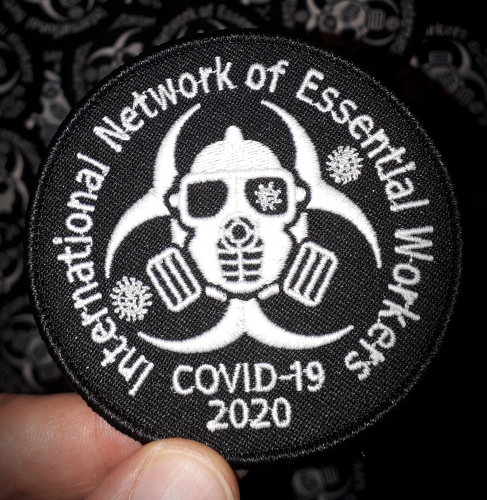 International Network of Essential Workers
COVID-19
2020